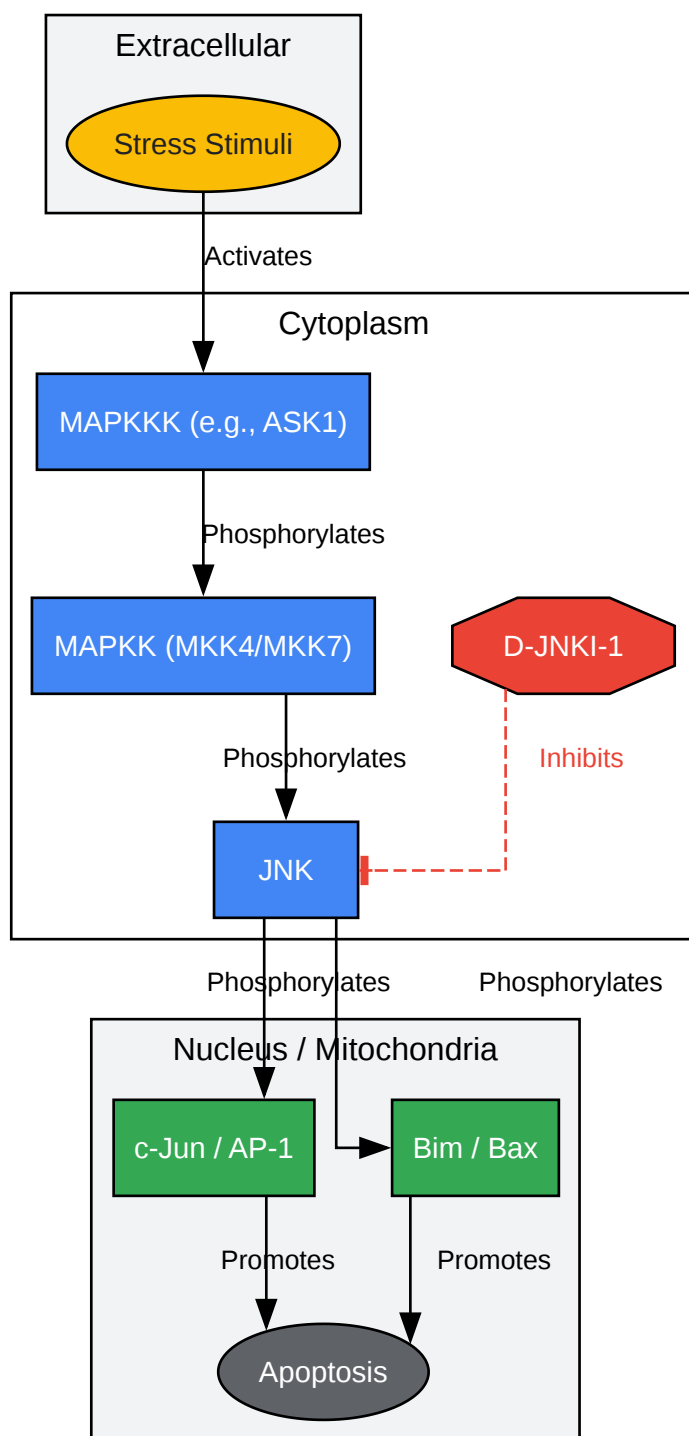 Extracellular
Stress Stimuli
Activates
Cytoplasm
MAPKKK (e.g., ASK1)
Phosphorylates
MAPKK (MKK4/MKK7)
D-JNKI-1
Phosphorylates
Inhibits
JNK
Phosphorylates
Phosphorylates
Nucleus / Mitochondria
c-Jun / AP-1
Bim / Bax
Promotes
Promotes
Apoptosis